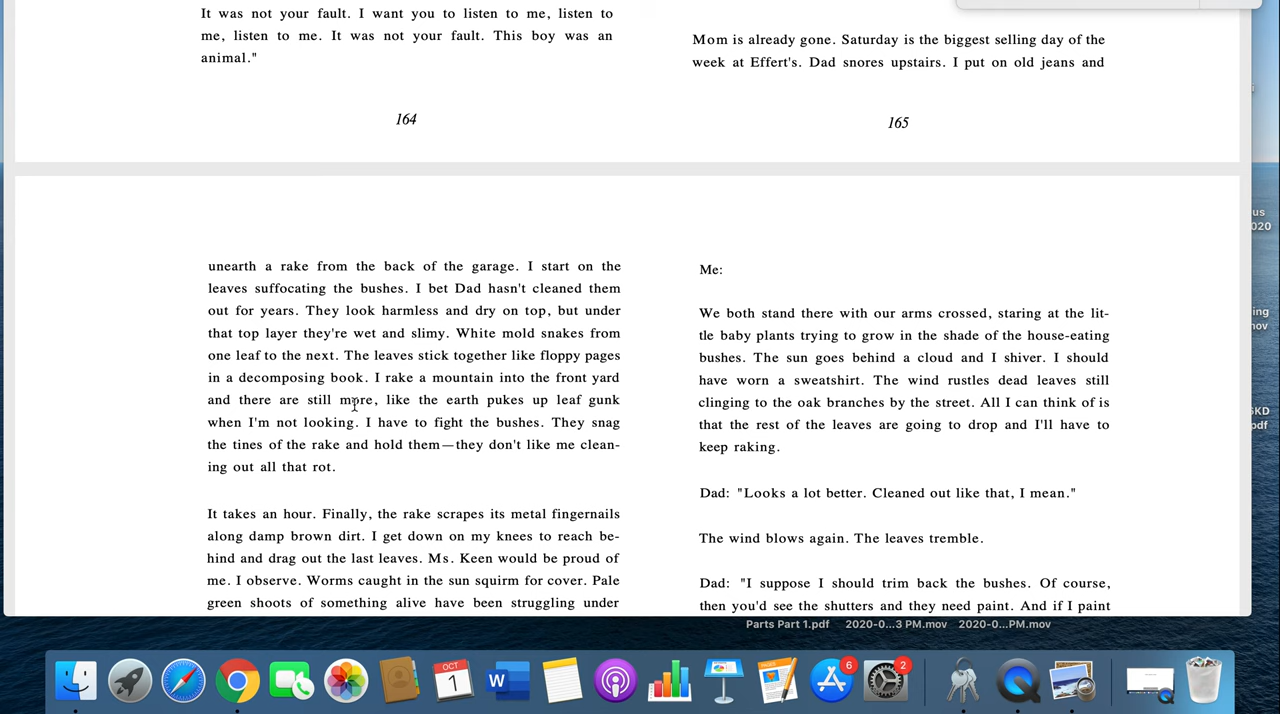 It was not your fault. I want you to listen to me, listen to
me, listen to me. It was not your fault. This boy was an
animal."
164
Mom is already gone. Saturday is the biggest selling day of the
week at Effert's. Dad snores upstairs. I put on old jeans and
165
unearth a rake from the back of the garage. I start on the
leaves suffocating the bushes. I bet Dad hasn't cleaned them
out for years. They look harmless and dry on top, but under
that top layer they're wet and slimy. White mold snakes from
one leaf to the next. The leaves stick together like floppy pages
in a decomposing book. I rake a mountain into the front yard
and there are still more, like the earth pukes up leaf gunk
when I'm not looking. I have to fight the bushes. They snag
the tines of the rake and hold them—they don't like me clean-
ing out all that rot.
It takes an hour. Finally, the rake scrapes its metal fingernails
along damp brown dirt. I get down on my knees to reach be-
hind and drag out the last leaves. Ms. Keen would be proud of
me. I observe. Worms caught in the sun squirm for cover. Pale
green shoots of something alive have been struggling under
Me:
We both stand there with our arms crossed, staring at the lit-
tle baby plants trying to grow in the shade of the house-eating
bushes. The sun goes behind a cloud and I shiver. I should
have worn a sweatshirt. The wind rustles dead leaves still
clinging to the oak branches by the street. All I can think of is
that the rest of the leaves are going to drop and I'll have to
keep raking.
Dad: "Looks a lot better. Cleaned out like that, I mean."
The wind blows again. The leaves tremble.
Dad: "I suppose I should trim back the bushes. Of course,
then you'd see the shutters and they need paint. And if I paint
us
020
ing
mov
KD
pdf
Parts Part 1.pdf
2020-0...3 PM.mov
2020-0...PM.mov
OCT
1
W
PAGES
6
2